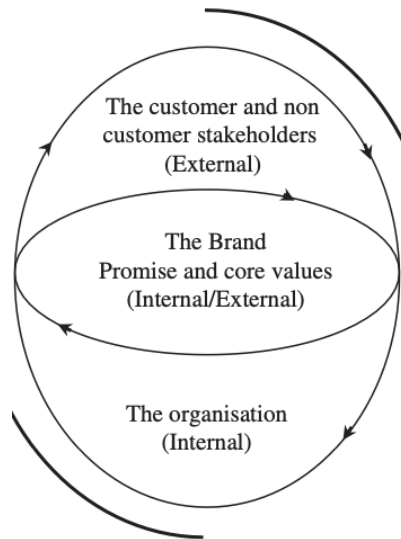 The customer and non
customer stakeholders
(External)
The Brand
Promise and core values
(Internal/External)
The organisation
(Internal)